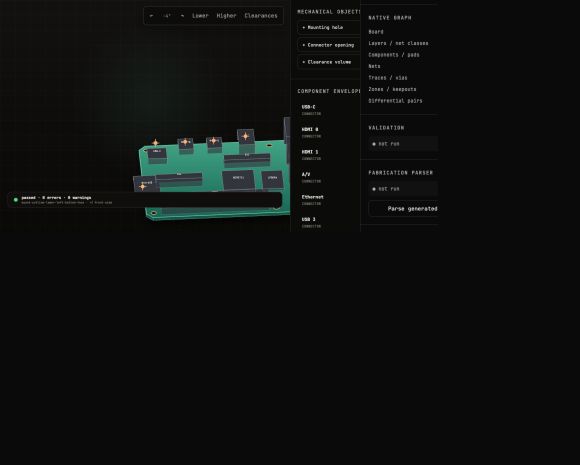 -4° Lower Higher Clearances
MECHANICAL OBJECTS
+ Mounting hole
+ Connector opening
+ Clearance volume
COMPONENT ENVELOP
USB-C
CONNECTOR
HDMI 0
CONNECTOR
HDMI 1
CONNECTOR
A/V
CONNECTOR
Ethernet
CONNECTOR
USB 3
CONNECTOR
NATIVE GRAPH
Board
Layers / net classes
Components / pads
Nets
Traces / vias
Zones / keepouts
Differential pairs
VALIDATION
not run
FABRICATION PARSER
not run
Parse generated
passed · 0 errors · 0 warnings